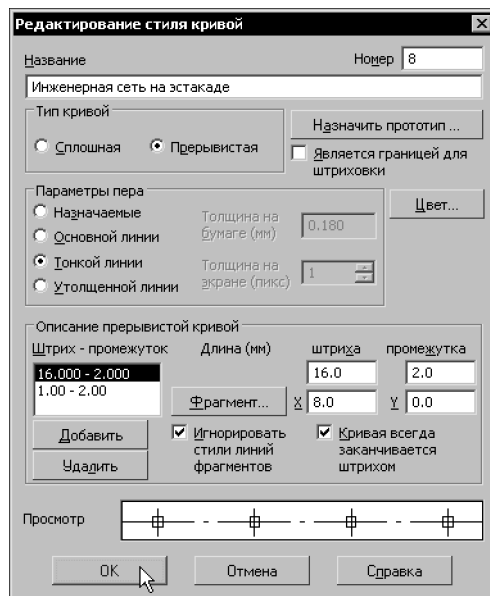 Редактирование стиля кривой
Название Номер 8
Инженерная сеть на эстакаде
Тип кривой
Сплошная Прерывистая
Назначить прототип ...
Является границей для
штриховки
Параметры пера
Назначаемые
Основной линии
Тонкой линии
Утолщенной линии
Толщина на
бумаге (мм) 0.180
Толщина на
экране (пикс) 1
Цвет...
Описание прерывистой кривой
Штрих - промежуток Длина (мм) штриха промежутка
16.000 - 2.000 16.0 2.0
1.00 - 2.00 Фрагмент... X 8.0 Y 0.0
Добавить
Удалить
Игнорировать
стили линий
фрагментов
Кривая всегда
заканчивается
штрихом
Просмотр
OK Отмена Справка